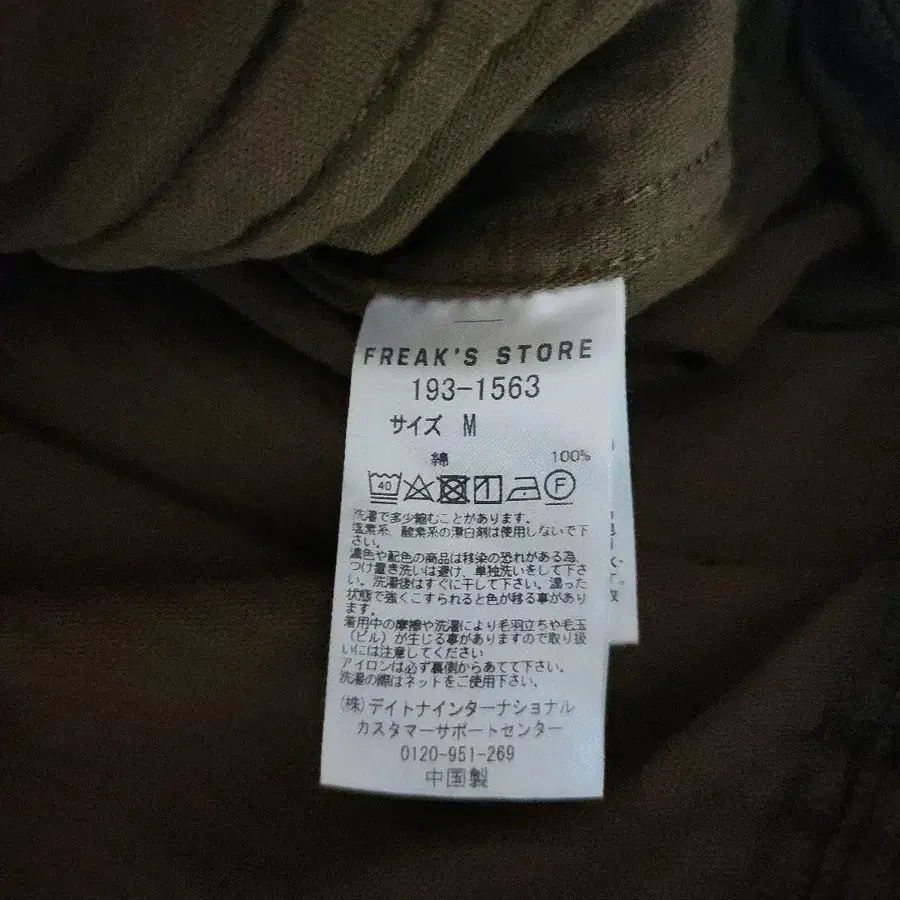 FREAK'S STORE
193-1563
サイズ M
綿 100%
40 F
洗濯で多少縮むことがあります。
塩素系、酸素系の漂白剤は使用しないで下
さい。
濃色や配色の商品は移染の恐れがある為、
つけ置き洗いは避け、単独洗いをして下さ
い。洗濯後はすぐに干して下さい。湿った
状態で強くこすられると色が移る事があり
ます。
着用中の摩擦や洗濯により毛羽立ちや毛玉
(ピル)が生じる事がありますので取り扱
いには注意してください
アイロンは必ず裏側からあてて下さい。
洗濯の際はネットをご使用下さい。
(株)デイトナインターナショナル
カスタマーサポートセンター
0120-951-269
中国製